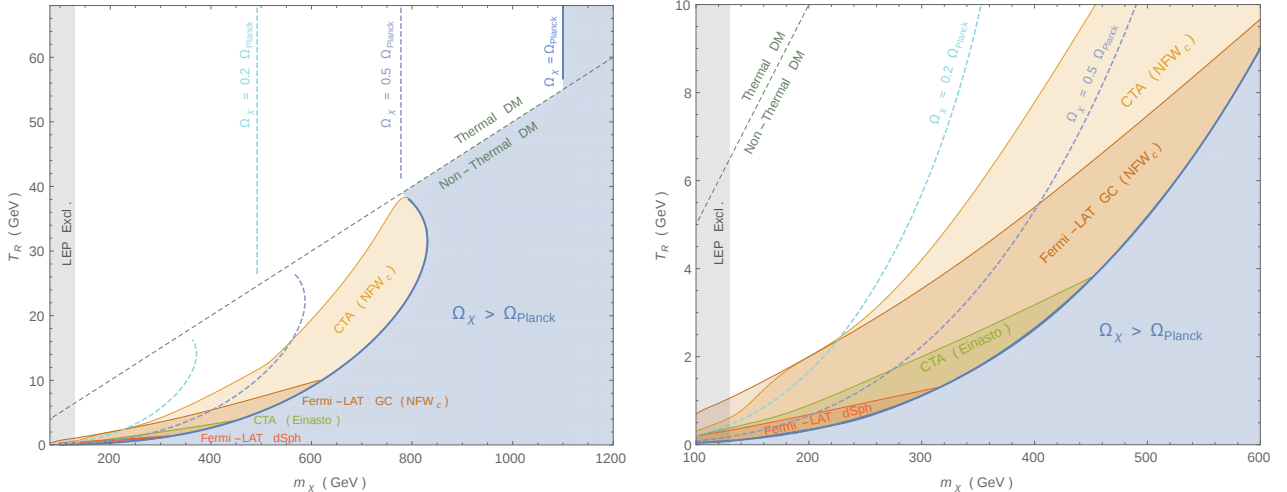 Ω_χ = 0.2 Ω_Planck
Ω_χ = 0.5 Ω_Planck
Ω_χ = Ω_Planck
Thermal DM
Non-Thermal DM
LEP Excl.
CTA (NFW_c)
Ω_χ > Ω_Planck
Fermi-LAT GC (NFW_c)
CTA (Einasto)
Fermi-LAT dSph
0
10
20
30
40
50
60
T_R (GeV)
200
400
600
800
1000
1200
m_χ (GeV)
Thermal DM
Non-Thermal DM
Ω_χ = 0.2 Ω_Planck
Ω_χ = 0.5 Ω_Planck
CTA (NFW_c)
LEP Excl.
Fermi-LAT GC (NFW_c)
Ω_χ > Ω_Planck
CTA (Einasto)
Fermi-LAT dSph
0
2
4
6
8
10
T_R (GeV)
100
200
300
400
500
600
m_χ (GeV)